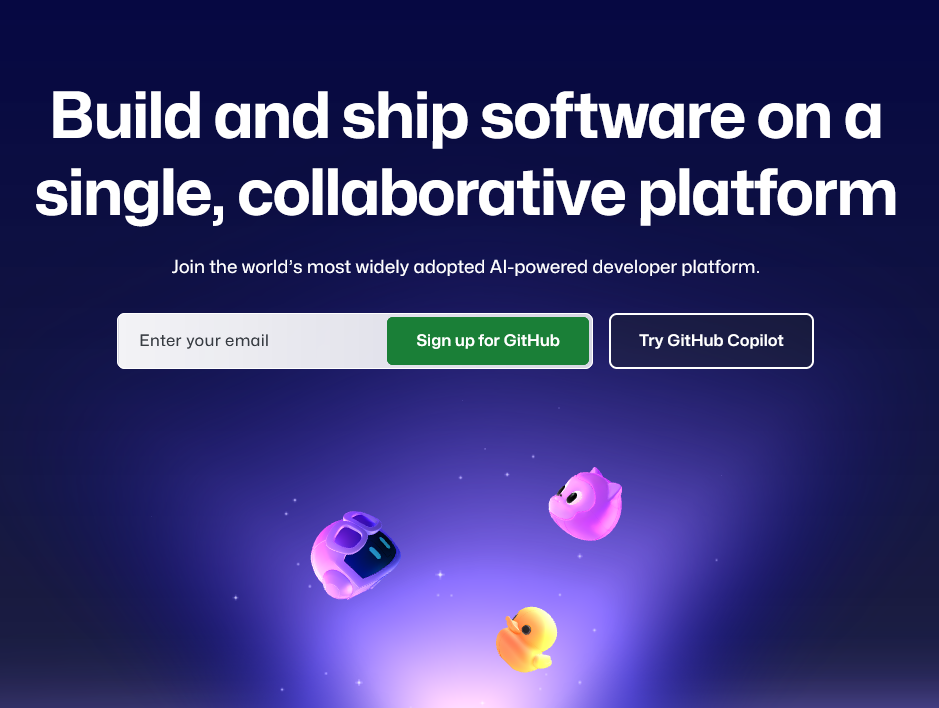 Build and ship software on a
single, collaborative platform
Join the world’s most widely adopted AI-powered developer platform.
Enter your email
Sign up for GitHub
Try GitHub Copilot